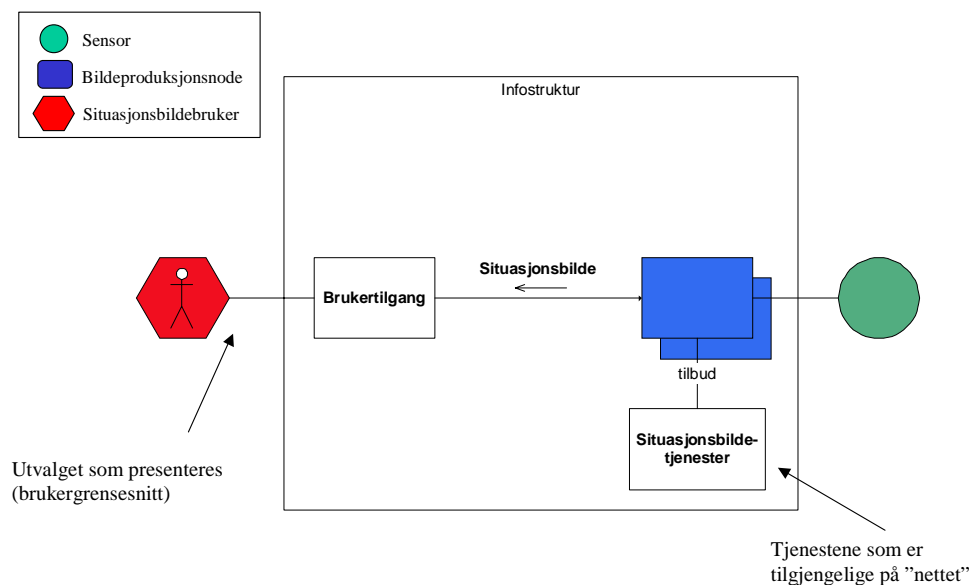 Sensor
Bildeproduksjonsnode
Situasjonsbildebruker
Infostruktur
Situasjonsbilde
Brukertilgang
tilbud
Situasjonsbilde-
tjenester
Utvalget som presenteres
(brukergrensesnitt)
Tjenestene som er
tilgjengelige på ”nettet”